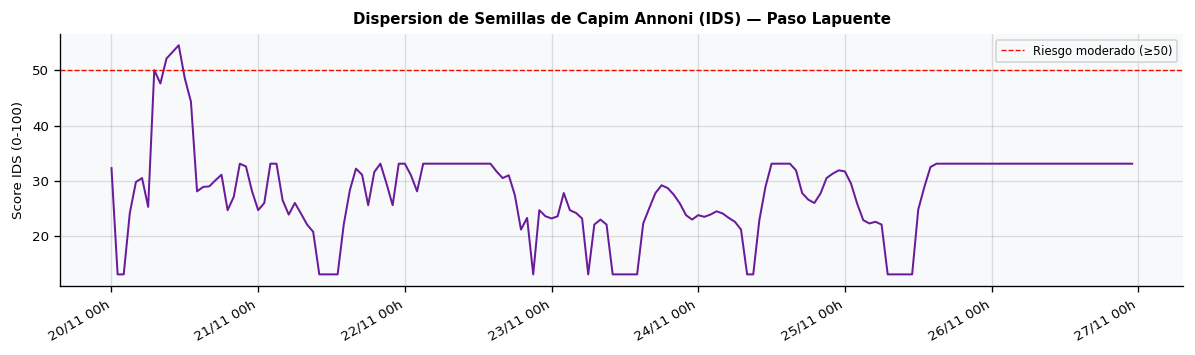 Dispersion de Semillas de Capim Annoni (IDS) — Paso Lapuente
Riesgo moderado (≥50)
Score IDS (0-100)
50
40
30
20
20/11 00h
21/11 00h
22/11 00h
23/11 00h
24/11 00h
25/11 00h
26/11 00h
27/11 00h